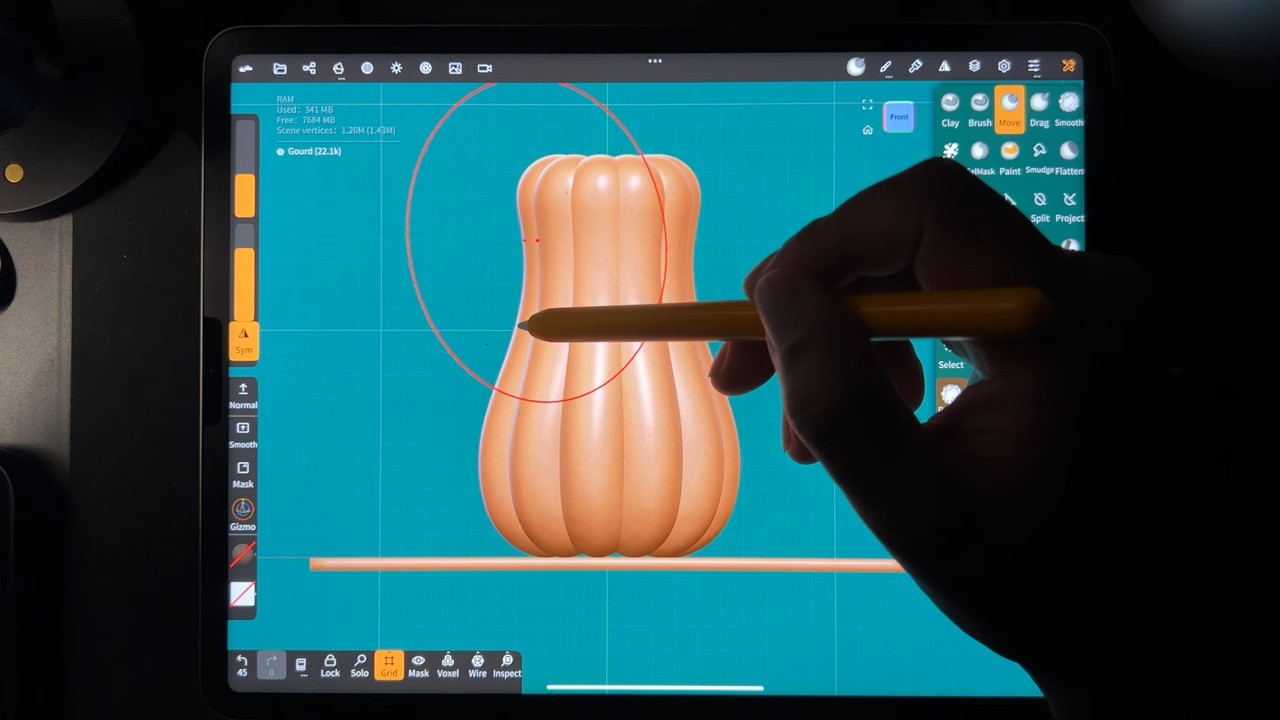 RAM
Used: 341 MB
Free: 7684 MB
Scene vertices: 1.20M (1.43M)
Gourd (22.1k)
Front
Clay Brush Move Drag Smooth
Paint Smudge Flatten
Split Project
Select
Sym
Normal
Smooth
Mask
Gizmo
45 0 Lock Solo Grid Mask Voxel Wire Inspect